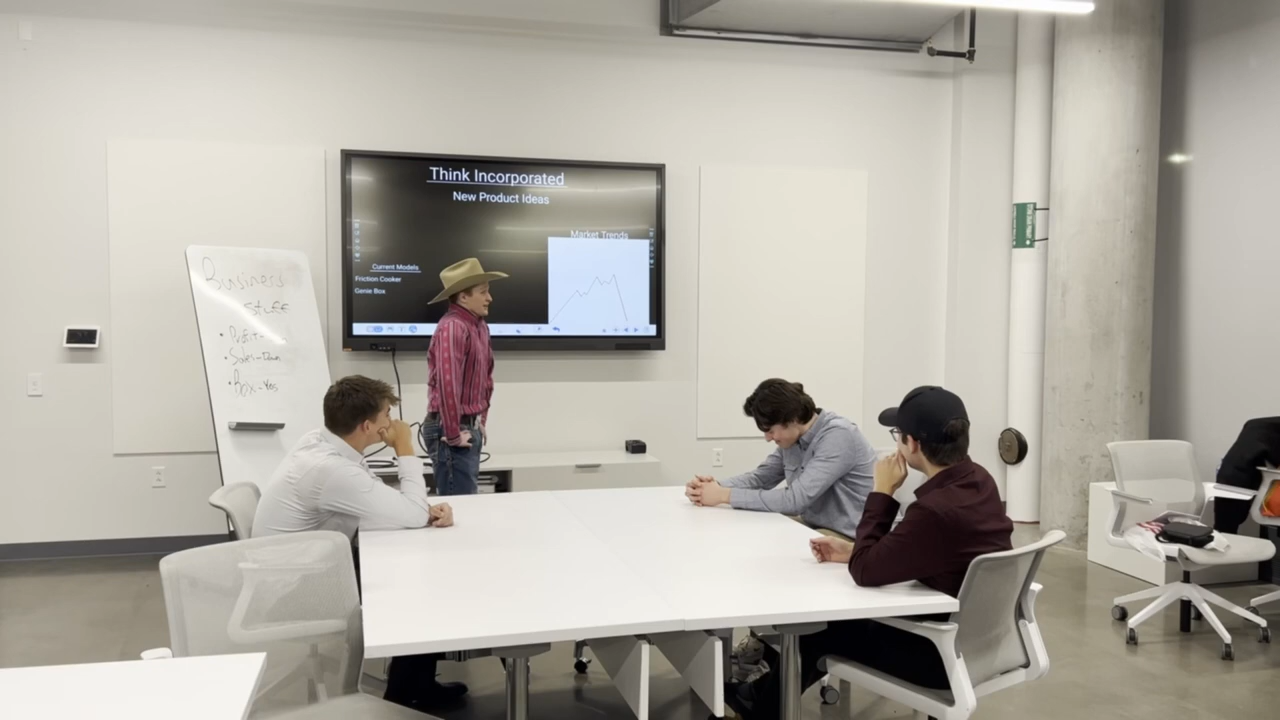 Think Incorporated
New Product Ideas
Market Trends
Current Models
Friction Cooker
Genie Box
Business
Stuff
• Profit-
• Sales-Down
• Box-Yes